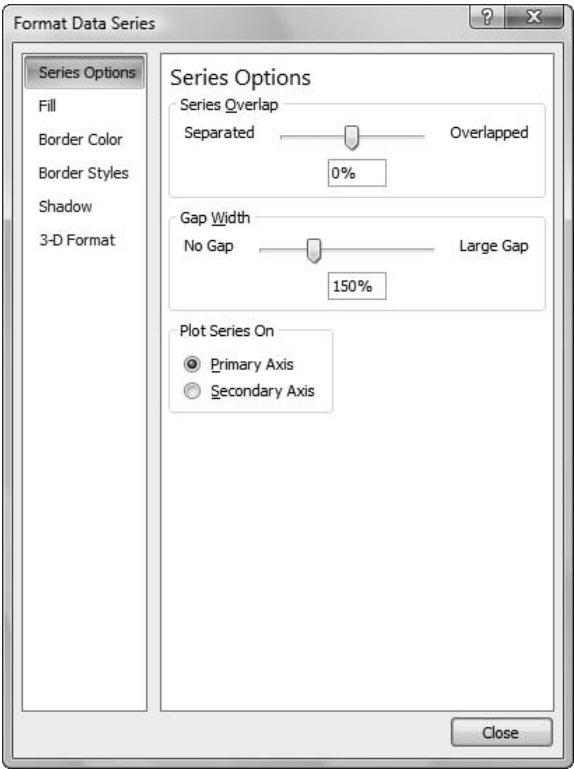 Format Data Series
Series Options
Fill
Border Color
Border Styles
Shadow
3-D Format
Series Options
Series Overlap
Separated Overlapped
0%
Gap Width
No Gap Large Gap
150%
Plot Series On
Primary Axis
Secondary Axis
Close